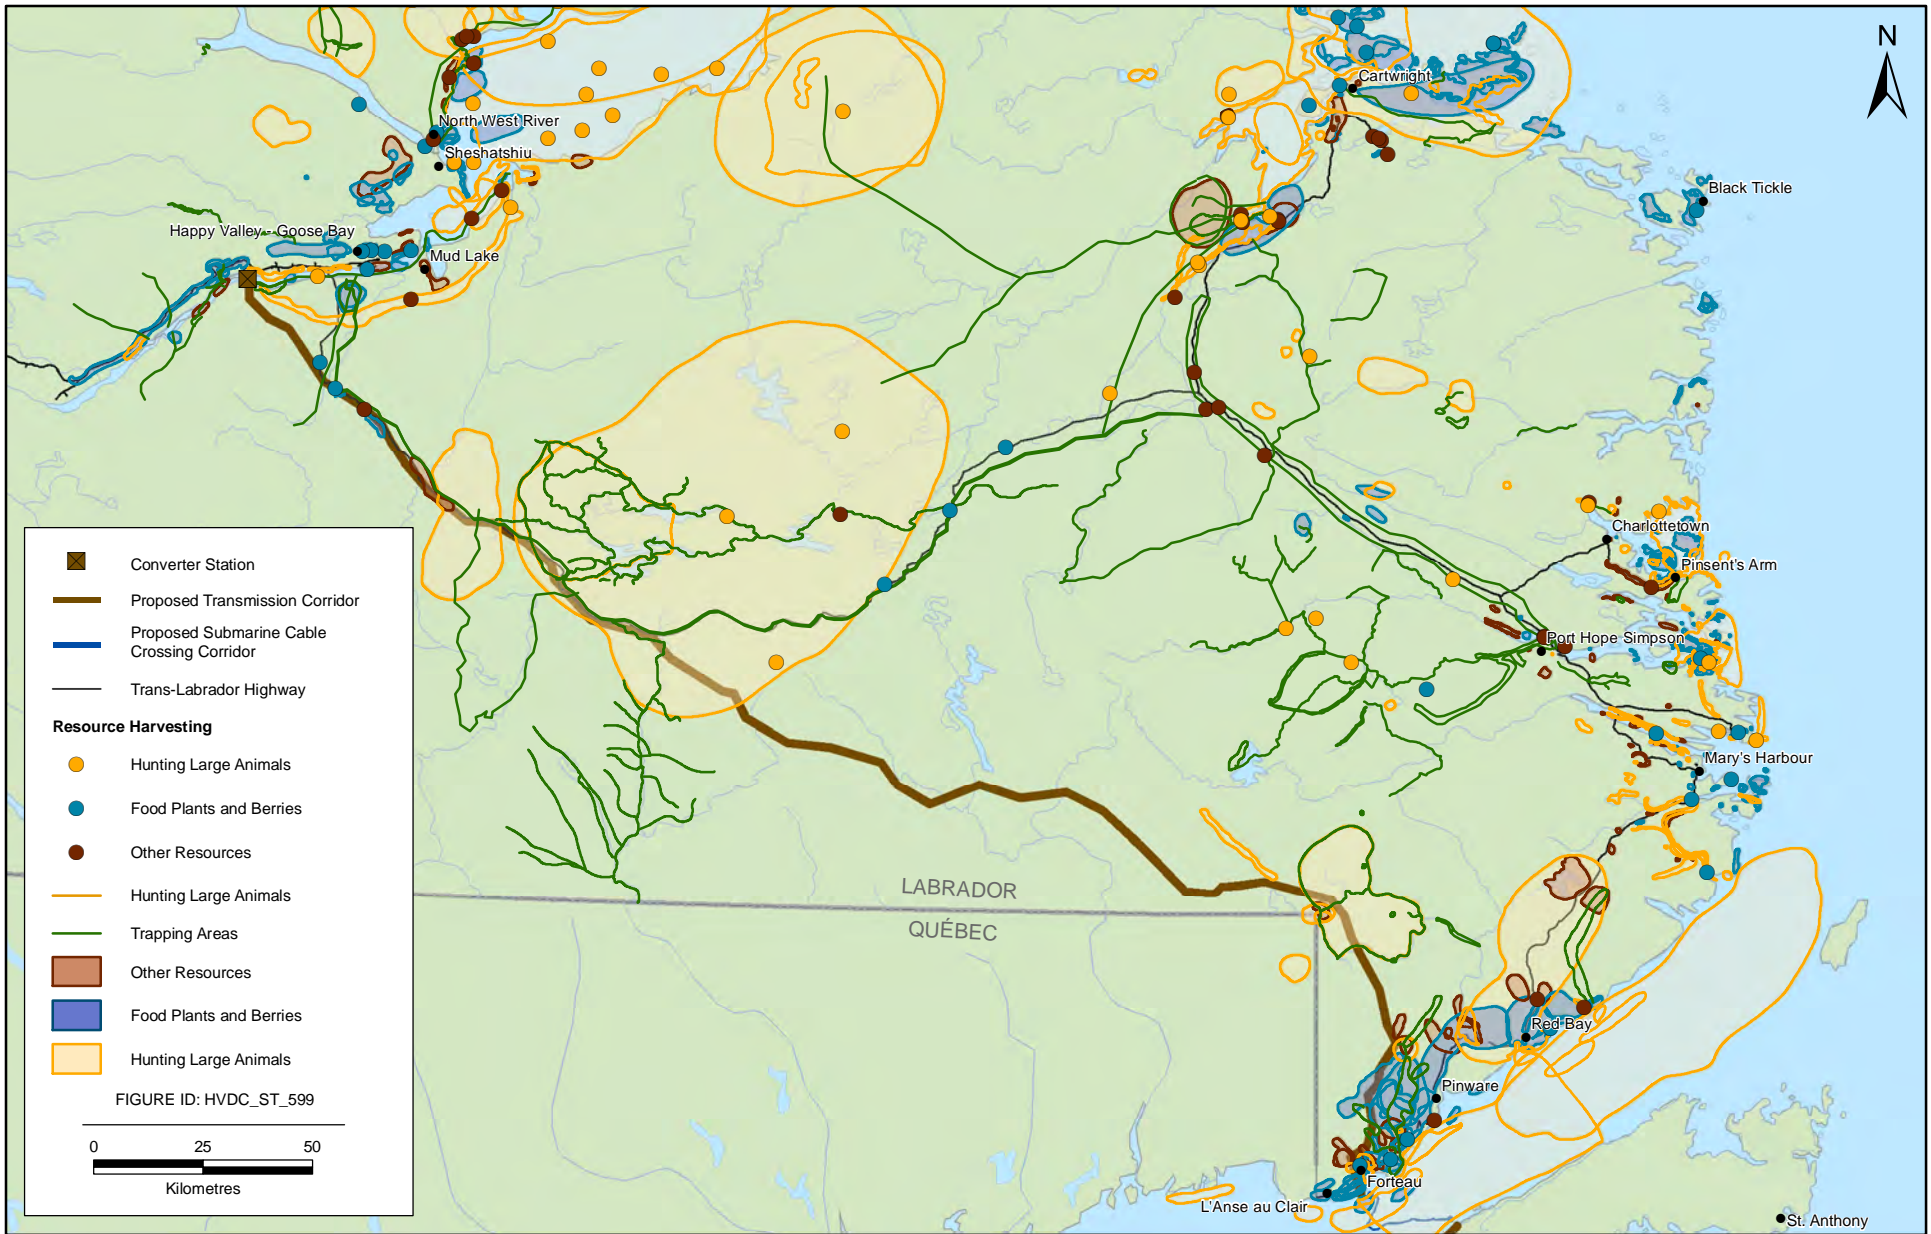 N
Cartwright
North West River
Sheshatshiu
Black Tickle
Happy Valley - Goose Bay
Mud Lake
Charlottetown
Pinsent's Arm
Port Hope Simpson
Mary's Harbour
LABRADOR
QUÉBEC
Red Bay
Pinware
Forteau
L'Anse au Clair
St. Anthony
Converter Station
Proposed Transmission Corridor
Proposed Submarine Cable
Crossing Corridor
Trans-Labrador Highway
Resource Harvesting
Hunting Large Animals
Food Plants and Berries
Other Resources
Hunting Large Animals
Trapping Areas
Other Resources
Food Plants and Berries
Hunting Large Animals
FIGURE ID: HVDC_ST_599
0 25 50
Kilometres